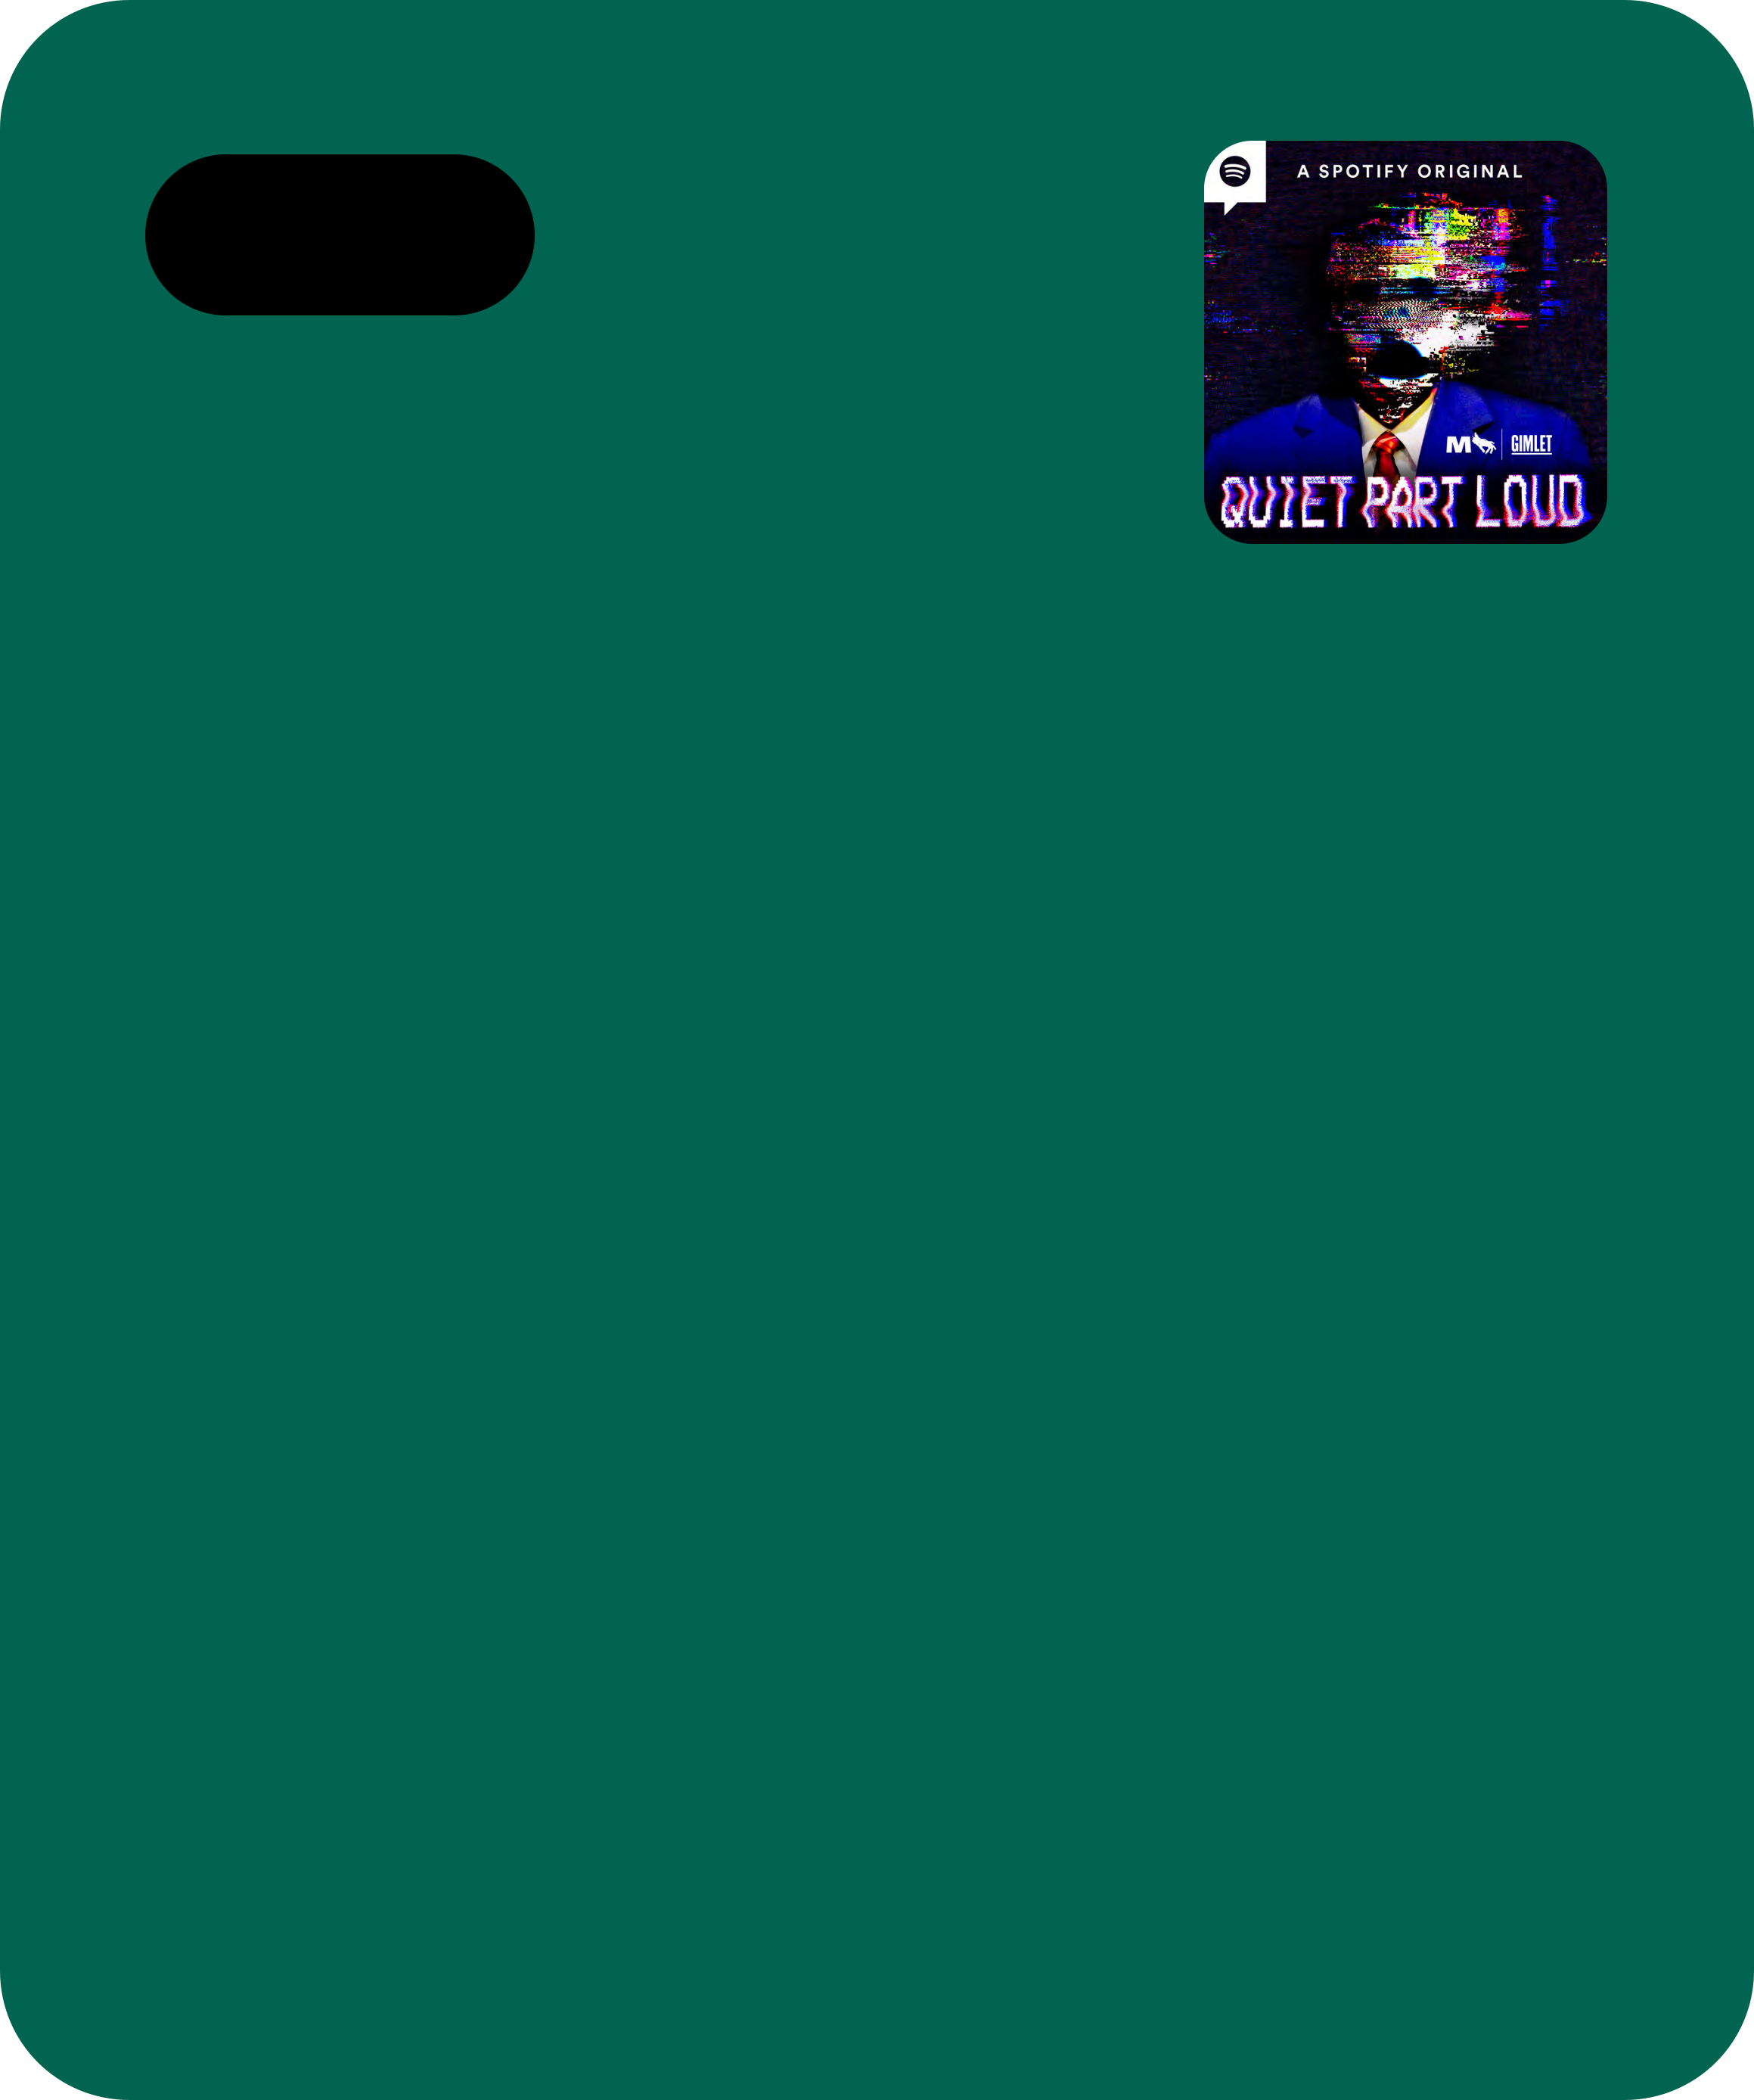 A SPOTIFY ORIGINAL
M
GIMLET
QUIET PART LOUD